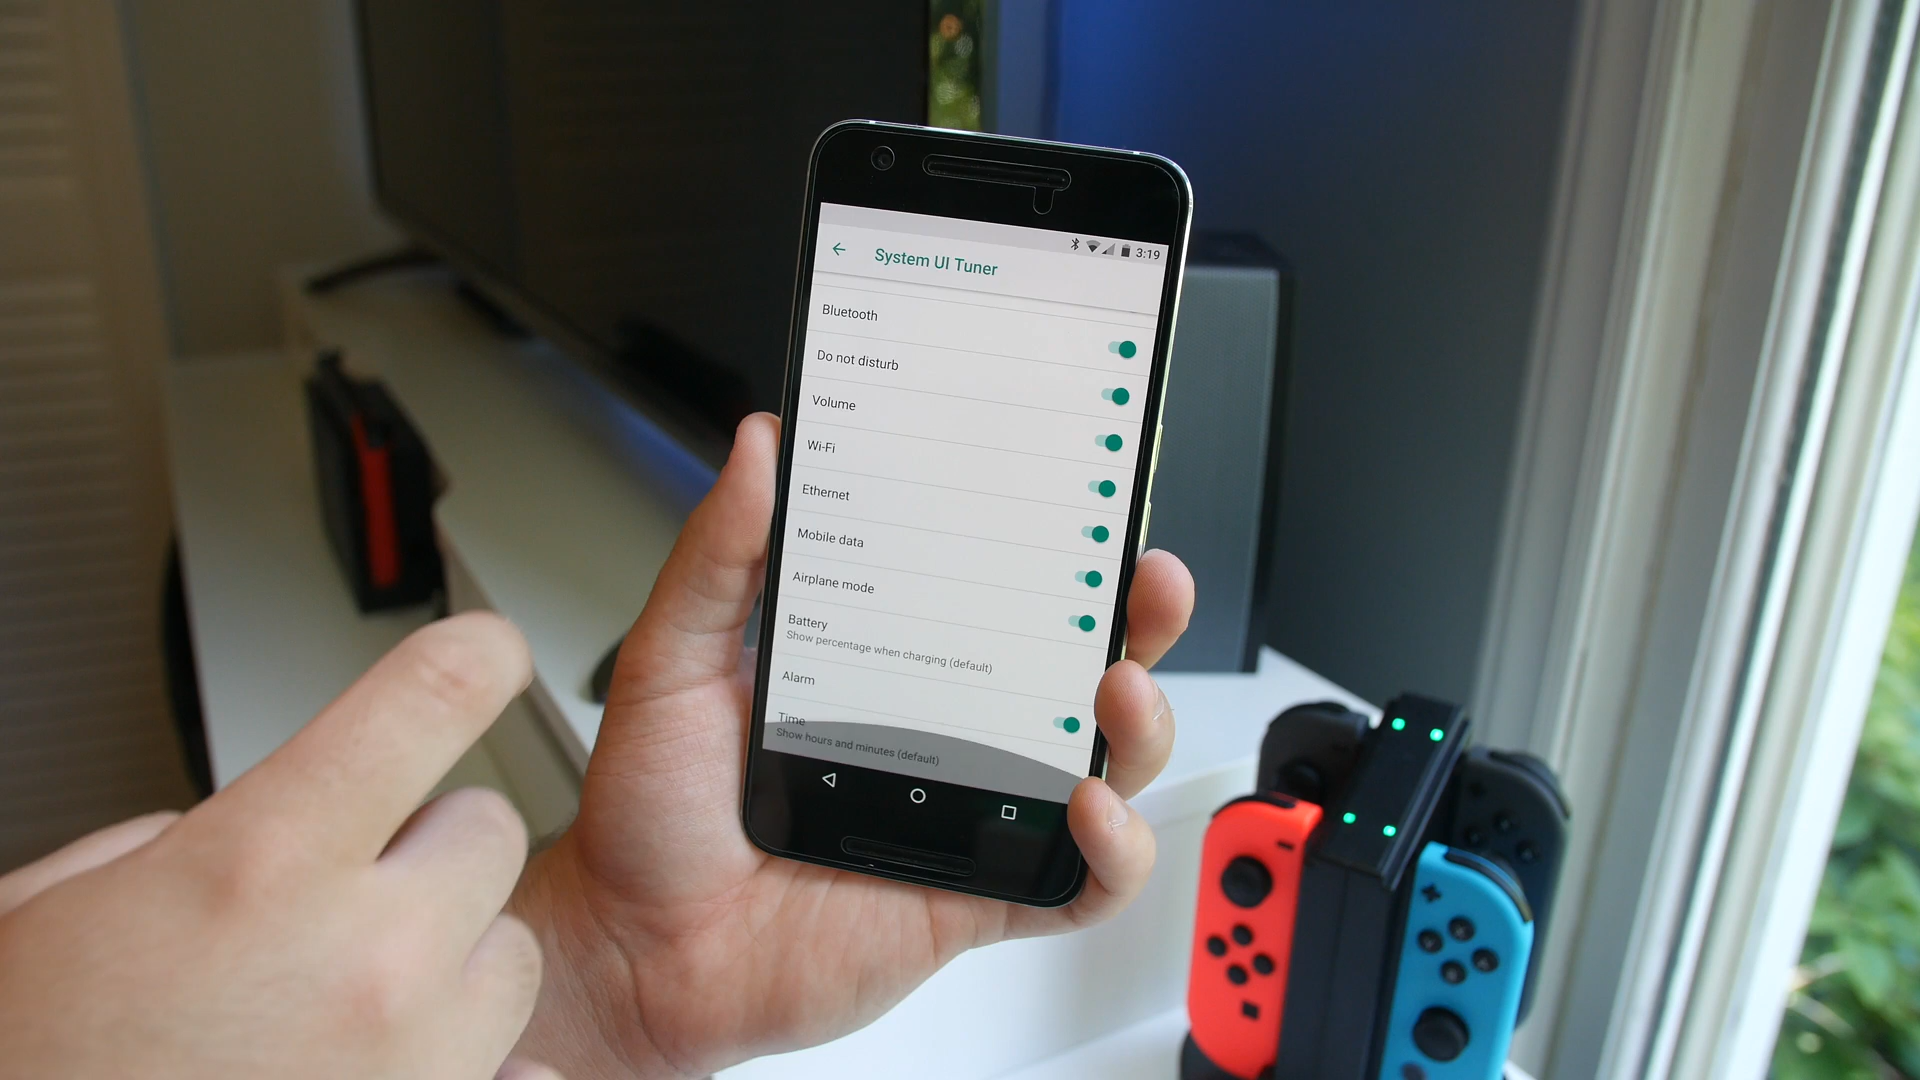 3:19
System UI Tuner
Bluetooth
Do not disturb
Volume
Wi-Fi
Ethernet
Mobile data
Airplane mode
Battery
Show percentage when charging (default)
Alarm
Time
Show hours and minutes (default)